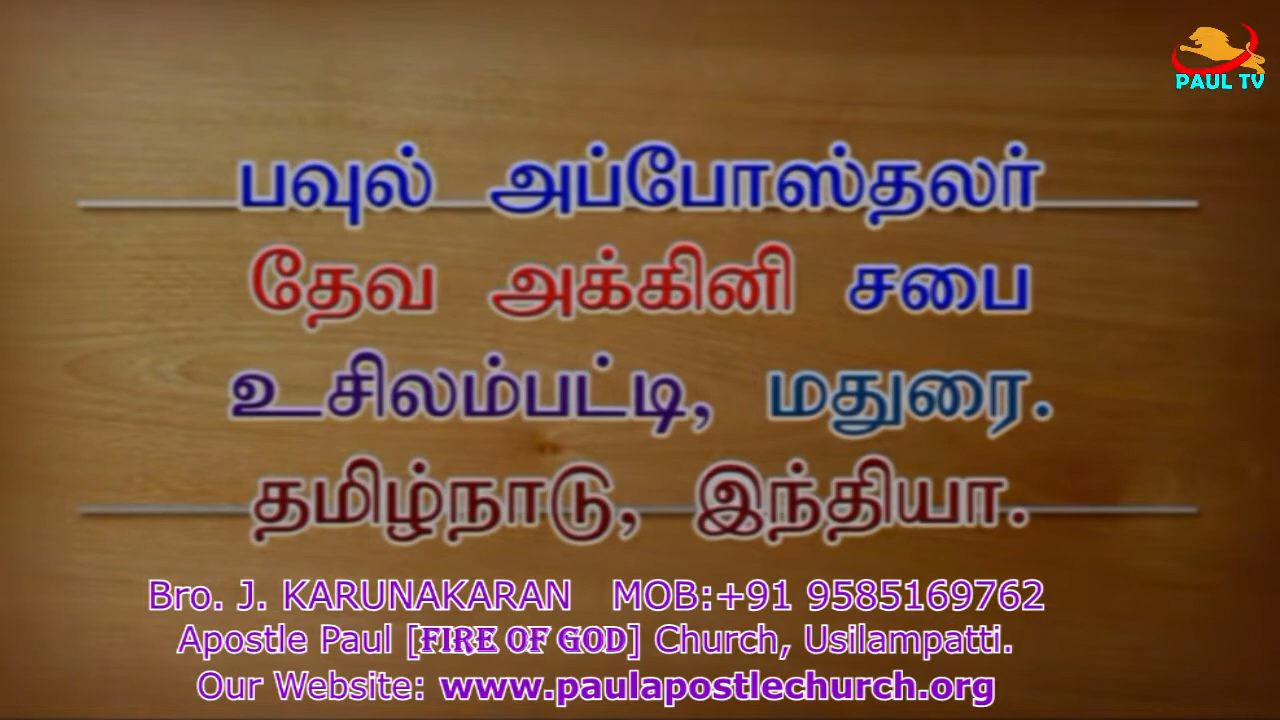 PAUL TV
பவுல் அப்போஸ்தலர்
தேவ அக்கினி சபை
உசிலம்பட்டி, மதுரை.
தமிழ்நாடு, இந்தியா.
Bro. J. KARUNAKARAN MOB:+91 9585169762
Apostle Paul [FIRE OF GOD] Church, Usilampatti.
Our Website: www.paulapostlechurch.org